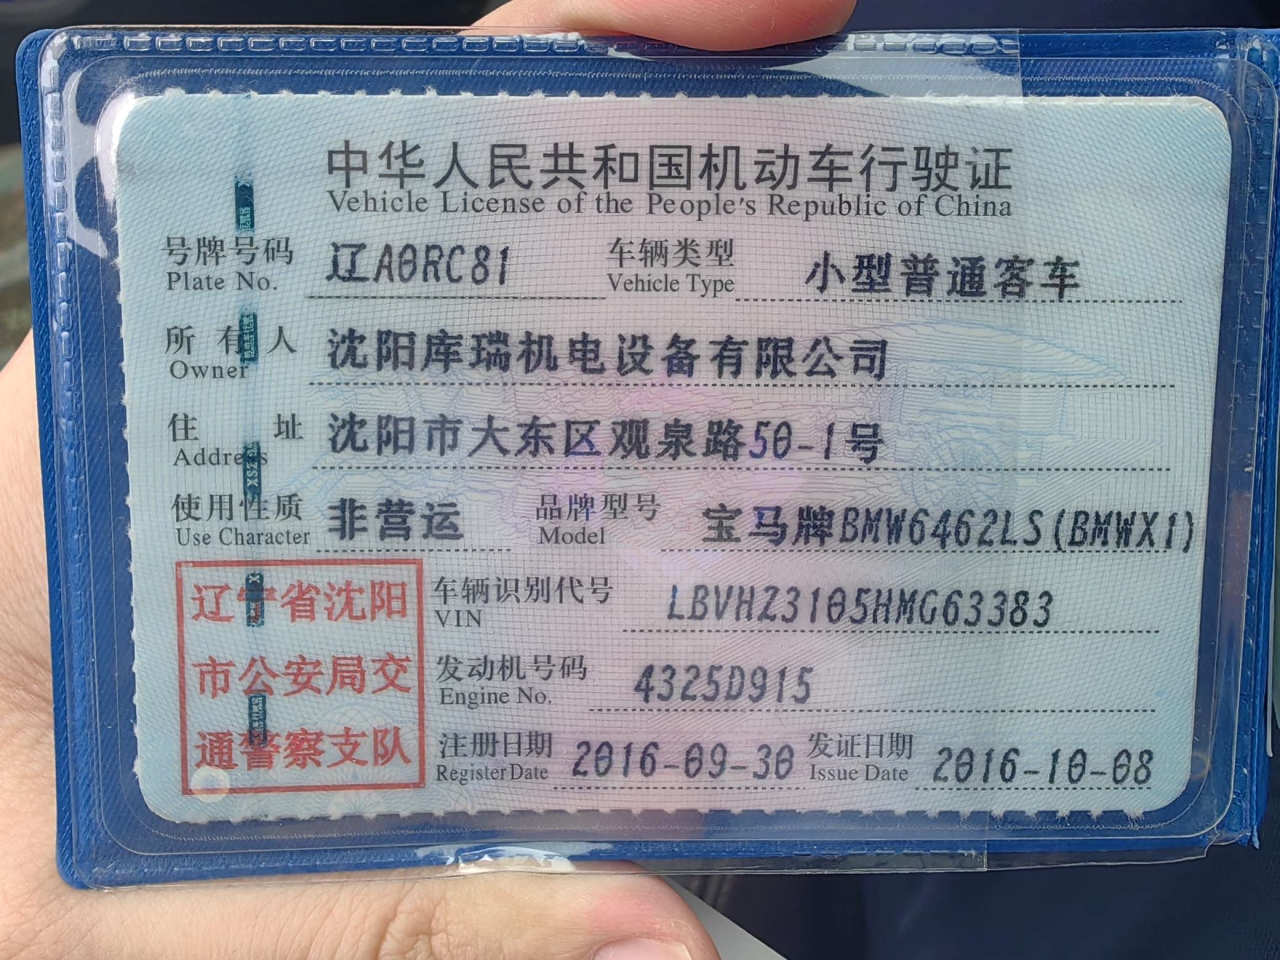 中华人民共和国机动车行驶证
Vehicle License of the People's Republic of China
号牌号码 辽A0RC81 车辆类型 小型普通客车
Plate No. Vehicle Type
所有人 沈阳库瑞机电设备有限公司
Owner
住址 沈阳市大东区观泉路50-1号
Address
使用性质 非营运 品牌型号 宝马牌BMW6462LS(BMWX1)
Use Character Model
辽宁省沈阳
市公安局交
通警察支队
车辆识别代号 LBVHZ3105HMG63383
VIN
发动机号码 4325D915
Engine No.
注册日期 2016-09-30 发证日期 2016-10-08
Register Date Issue Date